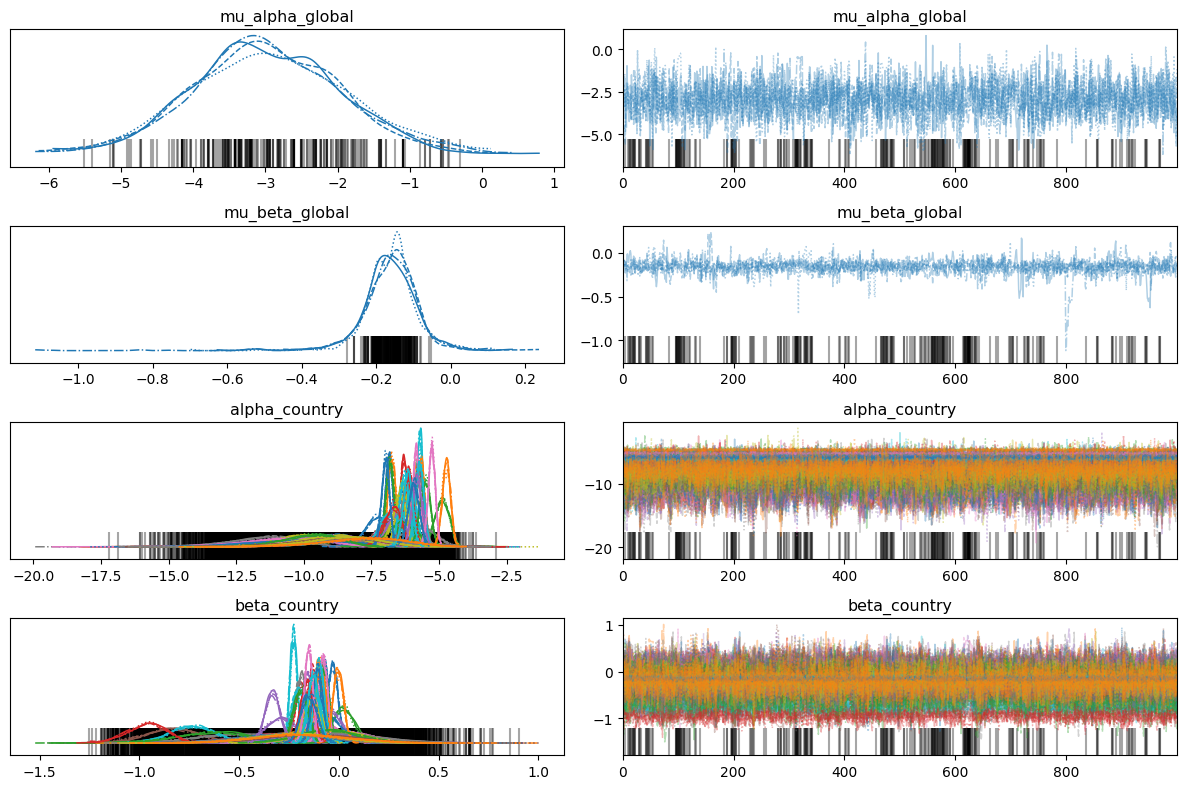 mu_alpha_global
mu_alpha_global
0.0
−2.5
−5.0
−6 −5 −4 −3 −2 −1 0 1
0 200 400 600 800
mu_beta_global
mu_beta_global
0.0
−0.5
−1.0
−1.0 −0.8 −0.6 −0.4 −0.2 0.0 0.2
0 200 400 600 800
alpha_country
alpha_country
−10
−20
−20.0 −17.5 −15.0 −12.5 −10.0 −7.5 −5.0 −2.5
0 200 400 600 800
beta_country
beta_country
1
0
−1
−1.5 −1.0 −0.5 0.0 0.5 1.0
0 200 400 600 800